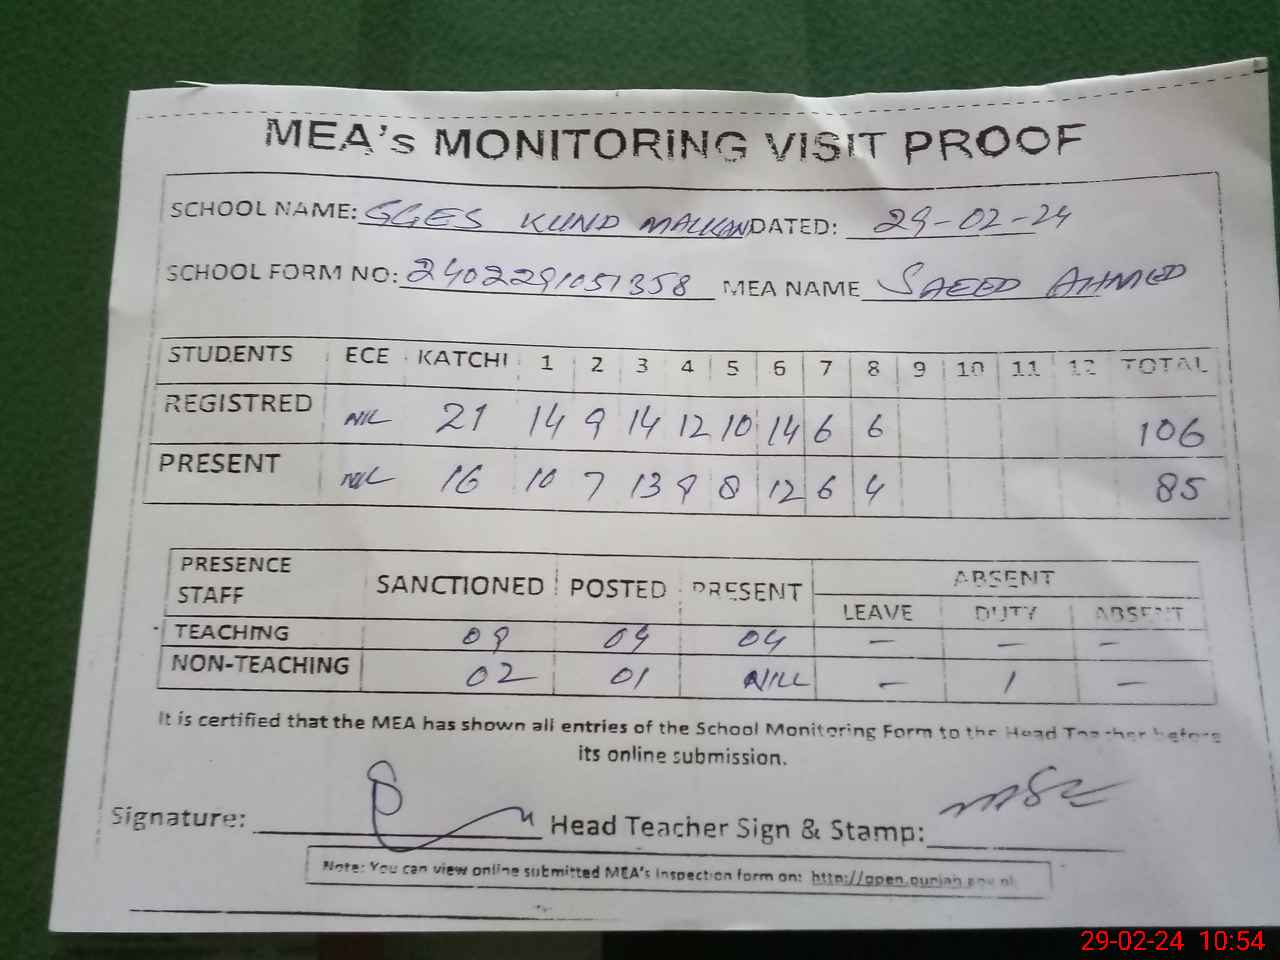 MEA's MONITORING VISIT PROOF
SCHOOL NAME: GGES KUND MALKAN DATED: 29-02-24
SCHOOL FORM NO: 2402291051358 MEA NAME SAEED AHMED
STUDENTS ECE KATCHI 1 2 3 4 5 6 7 8 9 10 11 12 TOTAL
REGISTRED NIL 21 14 9 14 12 10 14 6 6 106
PRESENT NIL 16 10 7 13 9 8 12 6 4 85
PRESENCE STAFF SANCTIONED POSTED PRESENT ABSENT
LEAVE DUTY ABSENT
TEACHING 09 04 04 – – –
NON-TEACHING 02 01 NILL – 1 –
It is certified that the MEA has shown all entries of the School Monitoring Form to the Head Teacher before
its online submission.
Signature: Head Teacher Sign & Stamp:
Note: You can view online submitted MEA's Inspection form on: http://open.punjab.gov.pk
29-02-24 10:54